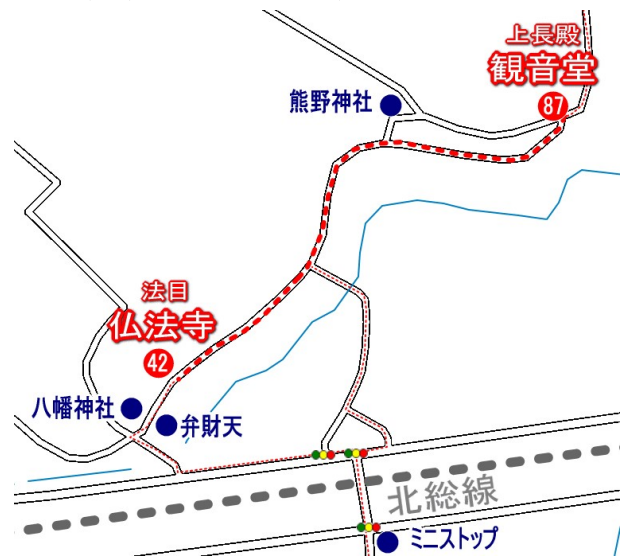 上長殿
観音堂
87
熊野神社
法目
仏法寺
42
八幡神社
弁財天
北総線
ミニストップ